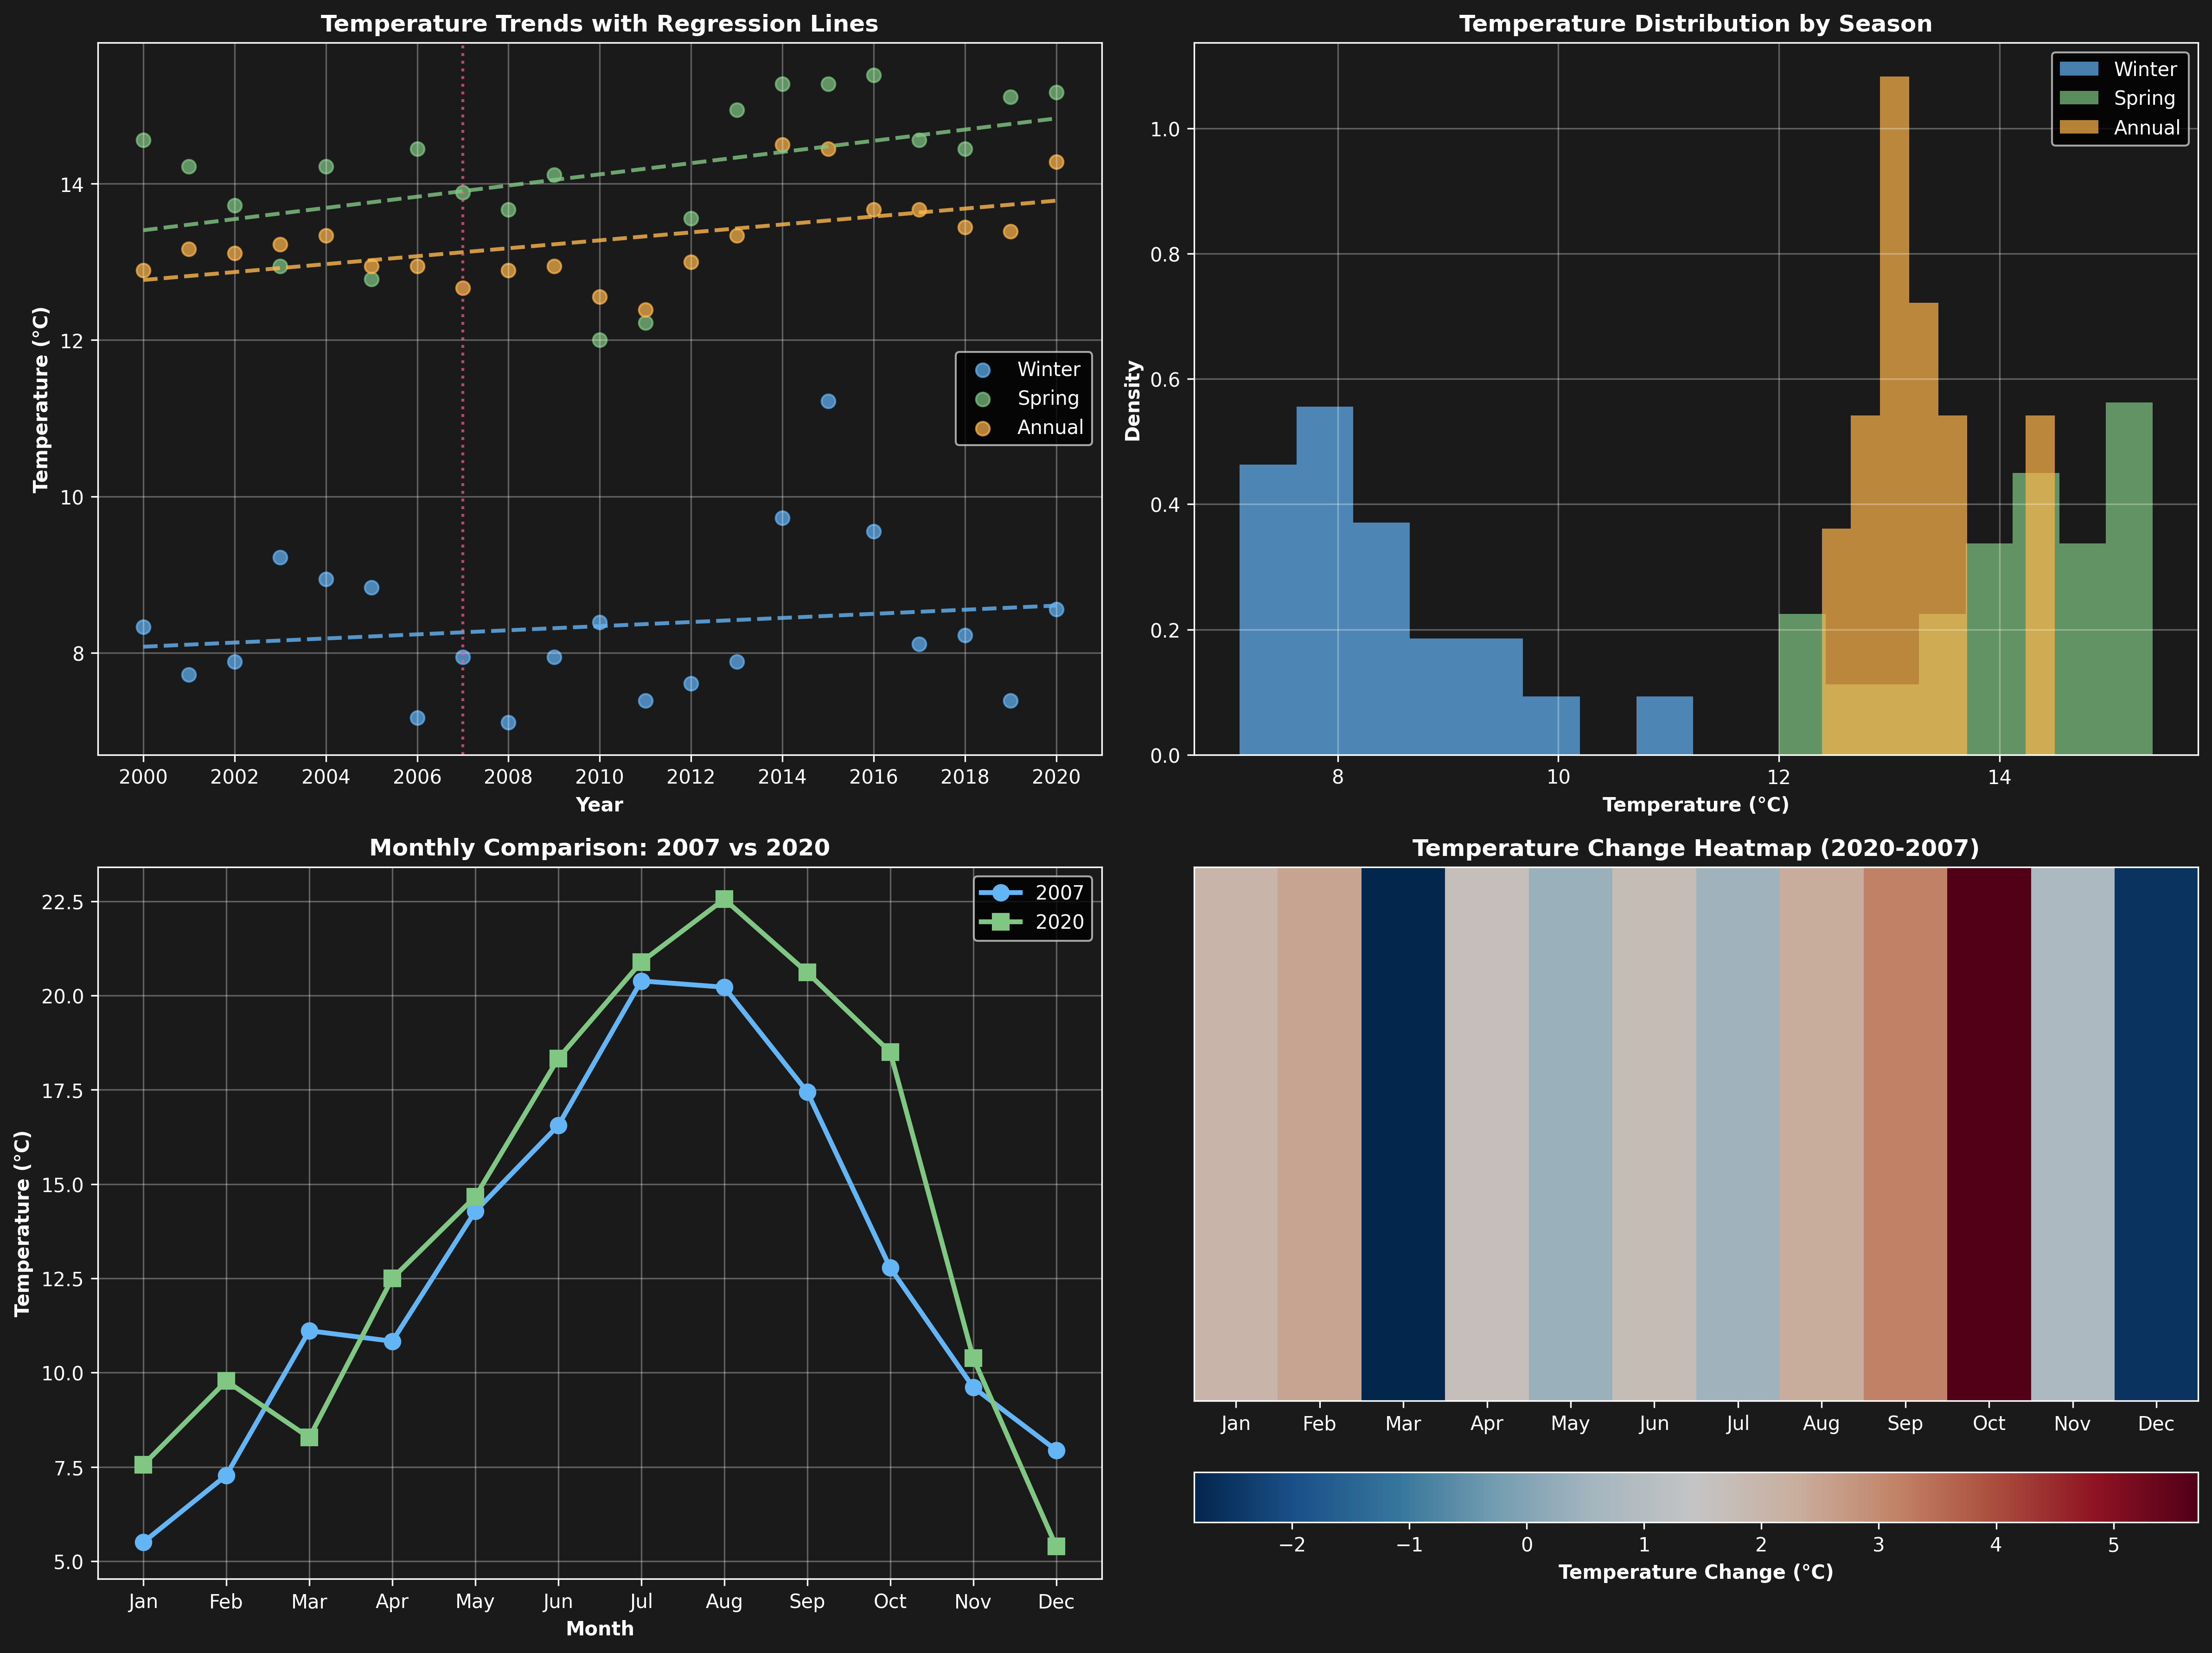 Temperature Trends with Regression Lines
Temperature (°C)
14
12
10
8
Winter
Spring
Annual
2000 2002 2004 2006 2008 2010 2012 2014 2016 2018 2020
Year
Temperature Distribution by Season
Density
1.0
0.8
0.6
0.4
0.2
0.0
Winter
Spring
Annual
8 10 12 14
Temperature (°C)
Monthly Comparison: 2007 vs 2020
Temperature (°C)
22.5
20.0
17.5
15.0
12.5
10.0
7.5
5.0
2007
2020
Jan Feb Mar Apr May Jun Jul Aug Sep Oct Nov Dec
Month
Temperature Change Heatmap (2020-2007)
Jan Feb Mar Apr May Jun Jul Aug Sep Oct Nov Dec
−2 −1 0 1 2 3 4 5
Temperature Change (°C)